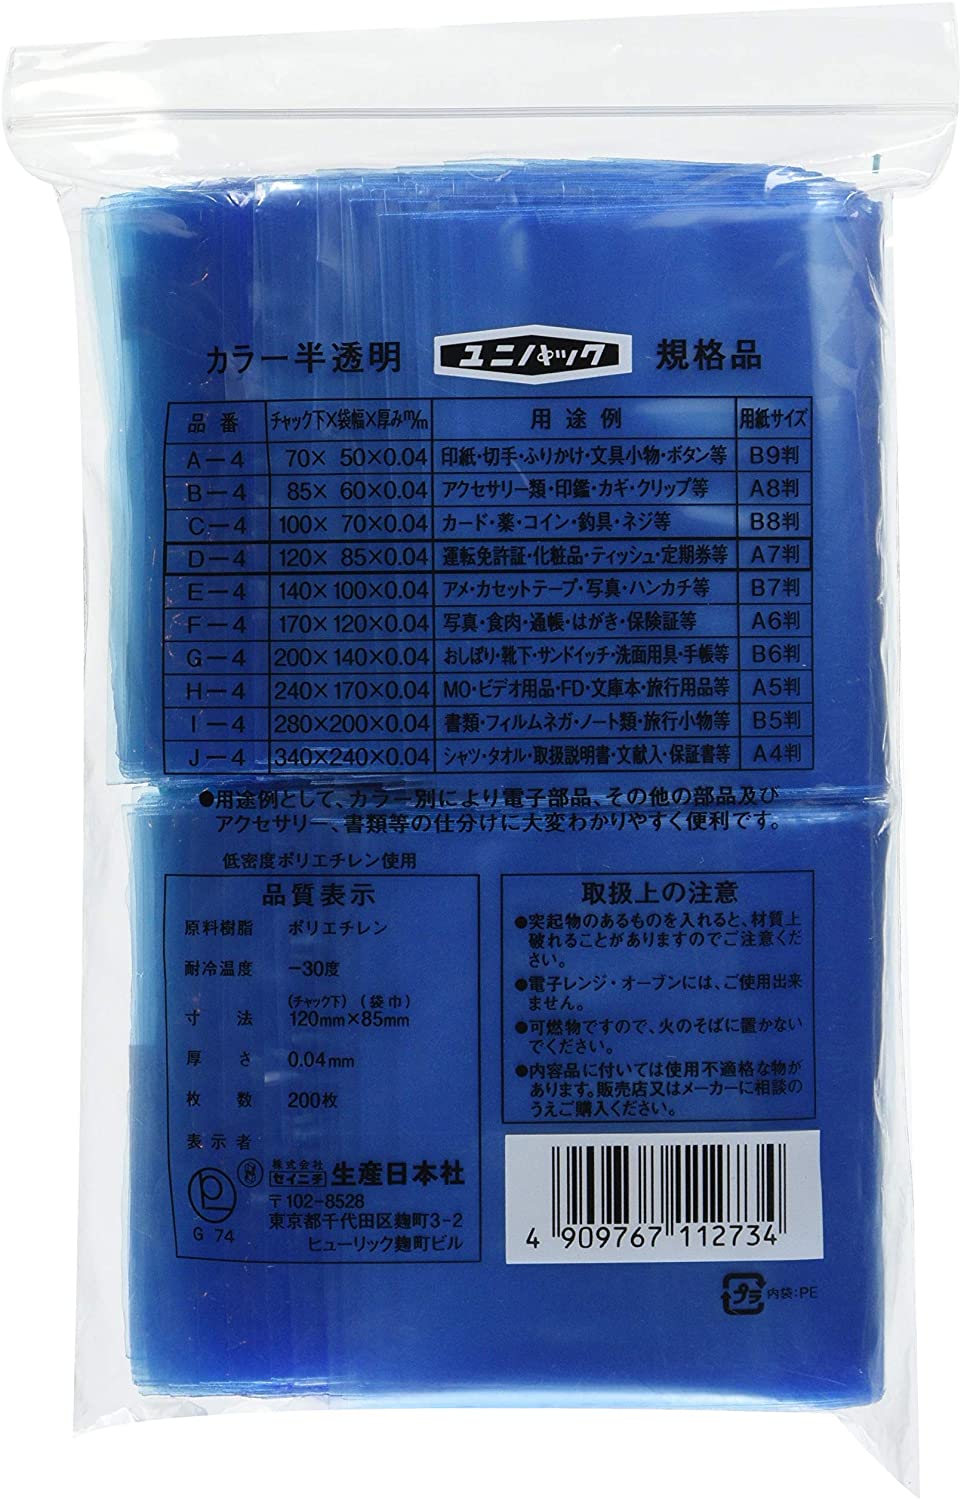 カラー半透明 ユニパック 規格品
品番 チャック下×袋幅×厚みm/m 用途例 用紙サイズ
A-4 70× 50×0.04 印紙・切手・ふりかけ・文具小物・ボタン等 B9判
B-4 85× 60×0.04 アクセサリー類・印鑑・カギ・クリップ等 A8判
C-4 100× 70×0.04 カード・薬・コイン・釣具・ネジ等 B8判
D-4 120× 85×0.04 運転免許証・化粧品・ティッシュ・定期券等 A7判
E-4 140×100×0.04 アメ・カセットテープ・写真・ハンカチ等 B7判
F-4 170×120×0.04 写真・食肉・通帳・はがき・保険証等 A6判
G-4 200×140×0.04 おしぼり・靴下・サンドイッチ・洗面用具・手帳等 B6判
H-4 240×170×0.04 MO・ビデオ用品・FD・文庫本・旅行用品等 A5判
I-4 280×200×0.04 書類・フィルムネガ・ノート類・旅行小物等 B5判
J-4 340×240×0.04 シャツ・タオル・取扱説明書・文献入・保証書等 A4判
●用途例として、カラー別により電子部品、その他の部品及び
アクセサリー、書類等の仕分けに大変わかりやすく便利です。
低密度ポリエチレン使用
品質表示
原料樹脂 ポリエチレン
耐冷温度 -30度
(チャック下) (袋巾)
寸法 120mm×85mm
厚さ 0.04mm
枚数 200枚
表示者
株式会社
セイニチ 生産日本社
〒102-8528
東京都千代田区麹町3-2
ヒューリック麹町ビル
G 74
取扱上の注意
●突起物のあるものを入れると、材質上
破れることがありますのでご注意くだ
さい。
●電子レンジ・オーブンには、ご使用出来
ません。
●可燃物ですので、火のそばに置かない
でください。
●内容品に付いては使用不適格な物が
あります。販売店又はメーカーに相談の
うえご購入ください。
4 909767 112734
プラ 内袋:PE